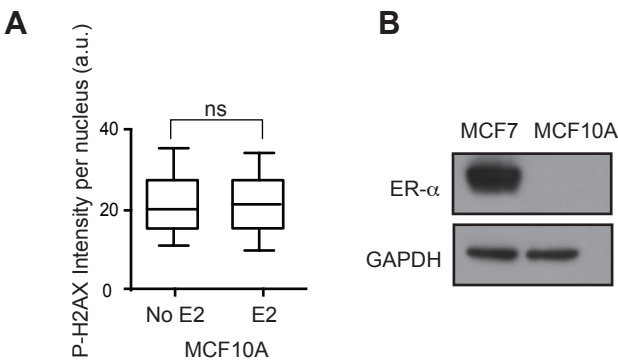 A
P-H2AX Intensity per nucleus (a.u.)
ns
40
20
0
No E2 E2
MCF10A
B
MCF7 MCF10A
ER-α
GAPDH